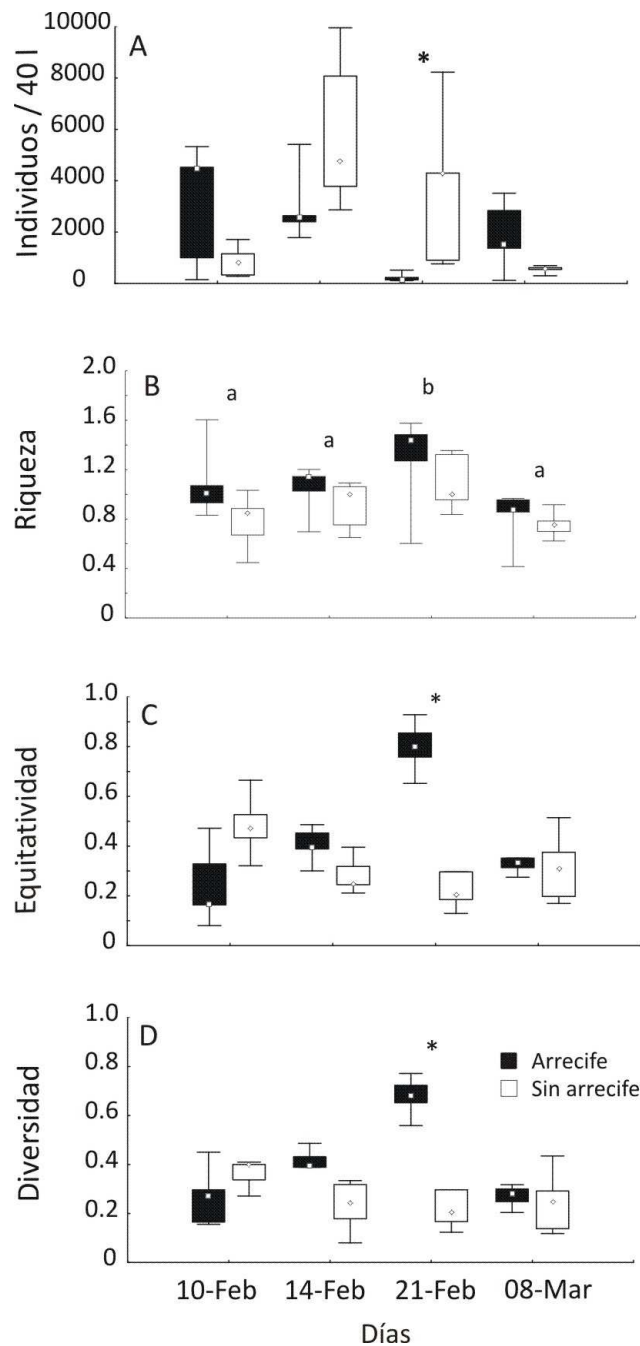 A
Individuos / 40 l
10000
8000
6000
4000
2000
0
*
B
Riqueza
2.0
1.6
1.2
0.8
0.4
0
a
a
b
a
C
Equitatividad
1.0
0.8
0.6
0.4
0.2
0
*
D
Diversidad
1.0
0.8
0.6
0.4
0.2
0
*
Arrecife
Sin arrecife
10-Feb 14-Feb 21-Feb 08-Mar
Días